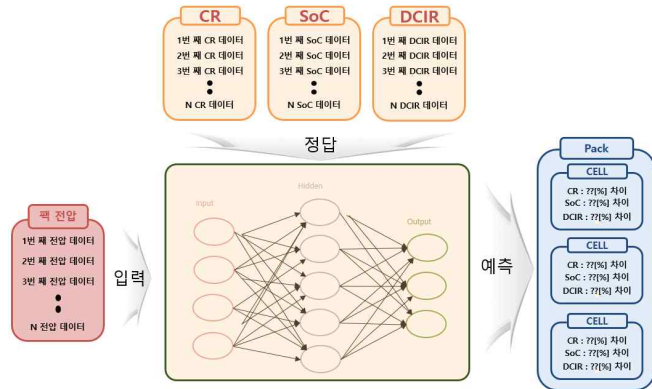 CR
1번 째 CR 데이터
2번 째 CR 데이터
3번 째 CR 데이터
N CR 데이터
SoC
1번 째 SoC 데이터
2번 째 SoC 데이터
3번 째 SoC 데이터
N SoC 데이터
DCIR
1번 째 DCIR 데이터
2번 째 DCIR 데이터
3번 째 DCIR 데이터
N DCIR 데이터
정답
팩 전압
1번 째 전압 데이터
2번 째 전압 데이터
3번 째 전압 데이터
N 전압 데이터
입력
Input
Hidden
Output
예측
Pack
CELL
CR : ??[%] 차이
SoC : ??[%] 차이
DCIR : ??[%] 차이
CELL
CR : ??[%] 차이
SoC : ??[%] 차이
DCIR : ??[%] 차이
CELL
CR : ??[%] 차이
SoC : ??[%] 차이
DCIR : ??[%] 차이